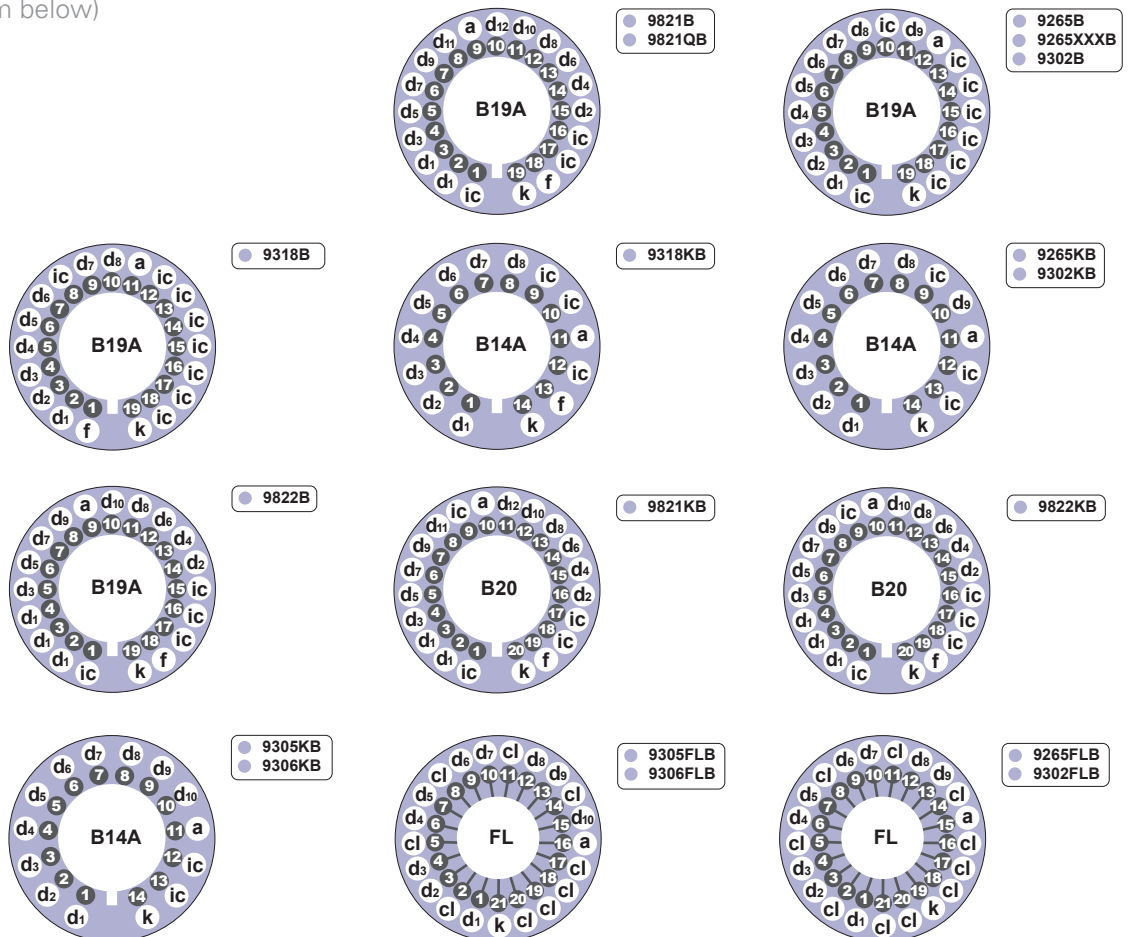 m below)
ic d1 d1 d3 d5 d7 d9 d11 a d12 d10 d8 d6 d4 d2 ic ic f k
1 2 3 4 5 6 7 8 9 10 11 12 13 14 15 16 17 18 19
B19A
9821B
9821QB
ic d1 d2 d3 d4 d5 d6 d7 d8 ic d9 a ic ic ic ic ic ic k
1 2 3 4 5 6 7 8 9 10 11 12 13 14 15 16 17 18 19
B19A
9265B
9265XXXB
9302B
f d1 d2 d3 d4 d5 d6 ic d7 d8 a ic ic ic ic ic ic ic k
1 2 3 4 5 6 7 8 9 10 11 12 13 14 15 16 17 18 19
B19A
9318B
d1 d2 d3 d4 d5 d6 d7 d8 ic ic a ic f k
1 2 3 4 5 6 7 8 9 10 11 12 13 14
B14A
9318KB
d1 d2 d3 d4 d5 d6 d7 d8 ic d9 a ic ic k
1 2 3 4 5 6 7 8 9 10 11 12 13 14
B14A
9265KB
9302KB
ic d1 d1 d1 d3 d5 d7 d9 a d10 d8 d6 d4 d2 ic ic ic f k
1 2 3 4 5 6 7 8 9 10 11 12 13 14 15 16 17 18 19
B19A
9822B
ic d1 d1 d3 d5 d7 d9 d11 ic a d12 d10 d8 d6 d4 d2 ic ic f k
1 2 3 4 5 6 7 8 9 10 11 12 13 14 15 16 17 18 19 20
B20
9821KB
ic d1 d1 d1 d3 d5 d7 d9 ic a d10 d8 d6 d4 d2 ic ic ic f k
1 2 3 4 5 6 7 8 9 10 11 12 13 14 15 16 17 18 19 20
B20
9822KB
d1 d2 d3 d4 d5 d6 d7 d8 d9 d10 a ic ic k
1 2 3 4 5 6 7 8 9 10 11 12 13 14
B14A
9305KB
9306KB
d1 cl d2 d3 cl d4 d5 cl d6 d7 cl d8 d9 cl d10 a cl cl cl cl k
1 2 3 4 5 6 7 8 9 10 11 12 13 14 15 16 17 18 19 20 21
FL
9305FLB
9306FLB
d1 cl d2 d3 cl d4 d5 cl d6 d7 cl d8 d9 cl a cl cl k cl cl cl
1 2 3 4 5 6 7 8 9 10 11 12 13 14 15 16 17 18 19 20 21
FL
9265FLB
9302FLB